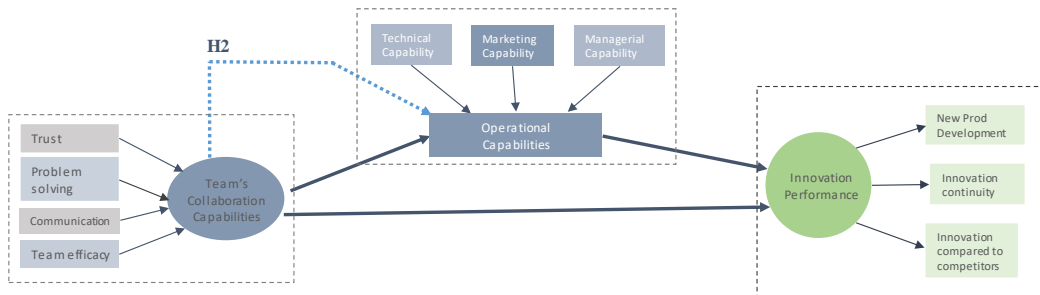 H2
Technical
Capability
Marketing
Capability
Managerial
Capability
Operational
Capabilities
Trust
Problem
solving
Communication
Team efficacy
Team's
Collaboration
Capabilities
Innovation
Performance
New Prod
Development
Innovation
continuity
Innovation
compared to
competitors